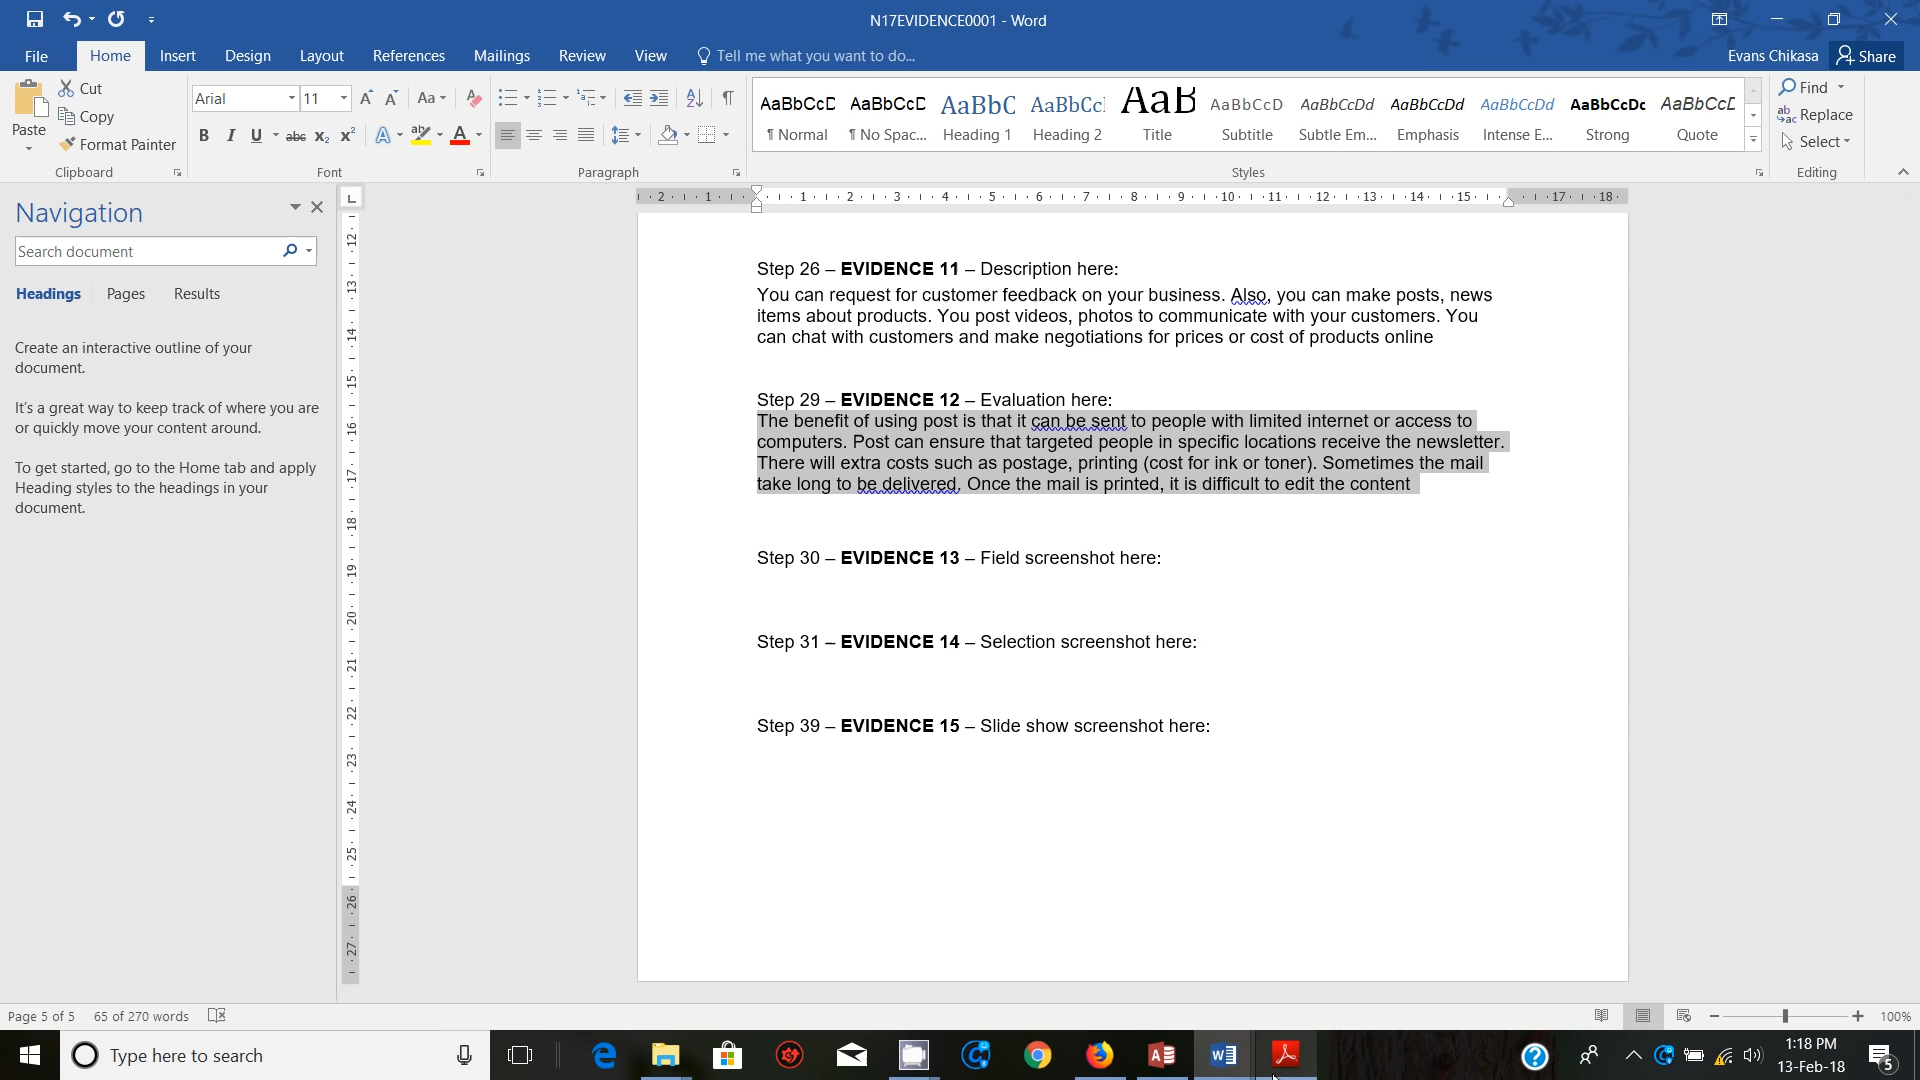 N17EVIDENCE0001 - Word
File Home Insert Design Layout References Mailings Review View Tell me what you want to do... Evans Chikasa Share
Paste
Cut
Copy
Format Painter
Clipboard
Arial 11
Font
Paragraph
AaBbCcD AaBbCcD AaBbC AaBbCc AaB AaBbCcD AaBbCcDd AaBbCcDd AaBbCcDd AaBbCcDc AaBbCcD
¶ Normal ¶ No Spac... Heading 1 Heading 2 Title Subtitle Subtle Em... Emphasis Intense E... Strong Quote
Styles
Find
Replace
Select
Editing
Navigation
Search document
Headings Pages Results
Create an interactive outline of your
document.
It's a great way to keep track of where you are
or quickly move your content around.
To get started, go to the Home tab and apply
Heading styles to the headings in your
document.
Step 26 – EVIDENCE 11 – Description here:
You can request for customer feedback on your business. Also, you can make posts, news
items about products. You post videos, photos to communicate with your customers. You
can chat with customers and make negotiations for prices or cost of products online
Step 29 – EVIDENCE 12 – Evaluation here:
The benefit of using post is that it can be sent to people with limited internet or access to
computers. Post can ensure that targeted people in specific locations receive the newsletter.
There will extra costs such as postage, printing (cost for ink or toner). Sometimes the mail
take long to be delivered. Once the mail is printed, it is difficult to edit the content
Step 30 – EVIDENCE 13 – Field screenshot here:
Step 31 – EVIDENCE 14 – Selection screenshot here:
Step 39 – EVIDENCE 15 – Slide show screenshot here:
Page 5 of 5 65 of 270 words
100%
Type here to search
1:18 PM
13-Feb-18
5